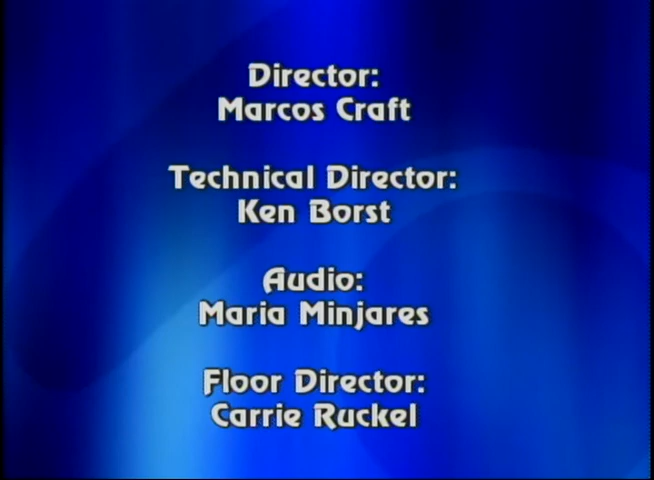 Director:
Marcos Craft
Technical Director:
Ken Borst
Audio:
Maria Minjares
Floor Director:
Carrie Ruckel